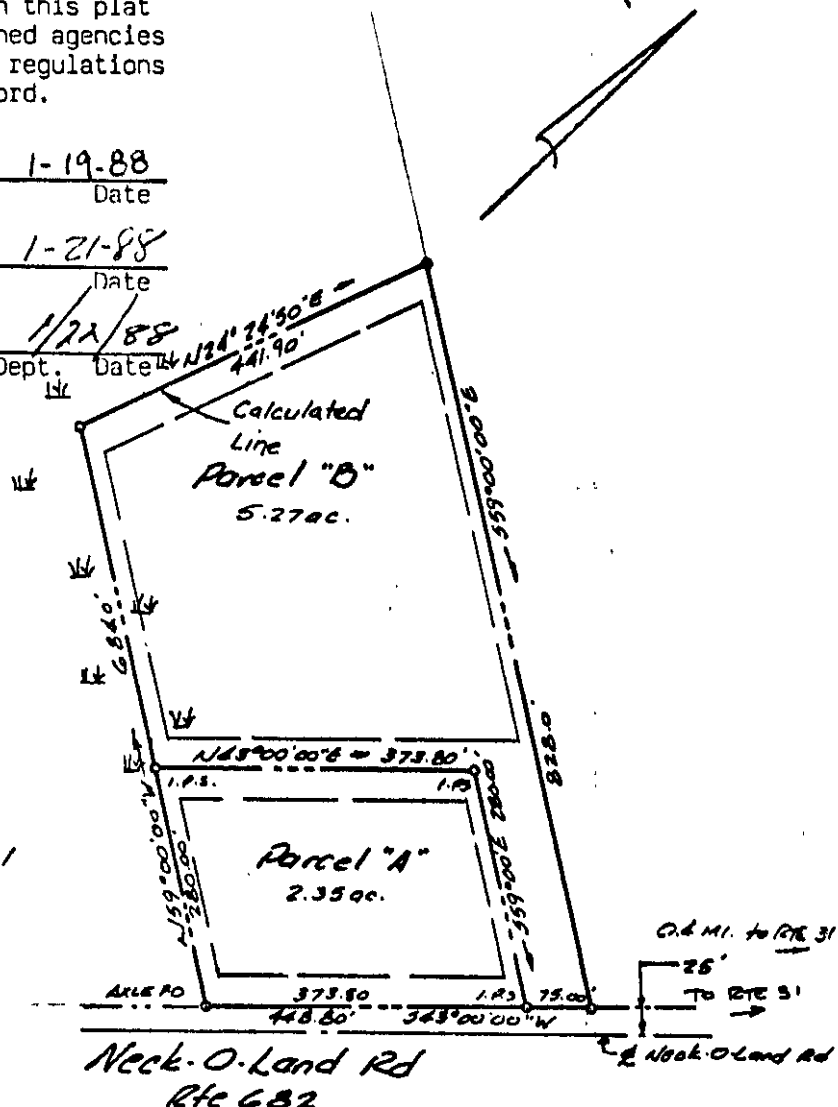 n this plat
ned agencies
regulations
ord.
1-19-88
Date
1-21-88
Date
1/22/88
Dept. Date
N24° 24'50"E
441.90'
Calculated
Line
Parcel "B"
5.27ac.
S59°00'00"E
828.0'
684.0'
N43°00'00"E 373.80'
I.P.S.
I.P.S
N59°00'00"W
280.00'
S59°00'E 280.00
Parcel "A"
2.35ac.
AXLE FD
373.80
I.P.S
75.00'
448.80'
S43°00'00"W
0.4 MI. to RTE 31
25'
TO RTE 31
℄ Neck-O-Land Rd
Neck-O-Land Rd
Rte 682